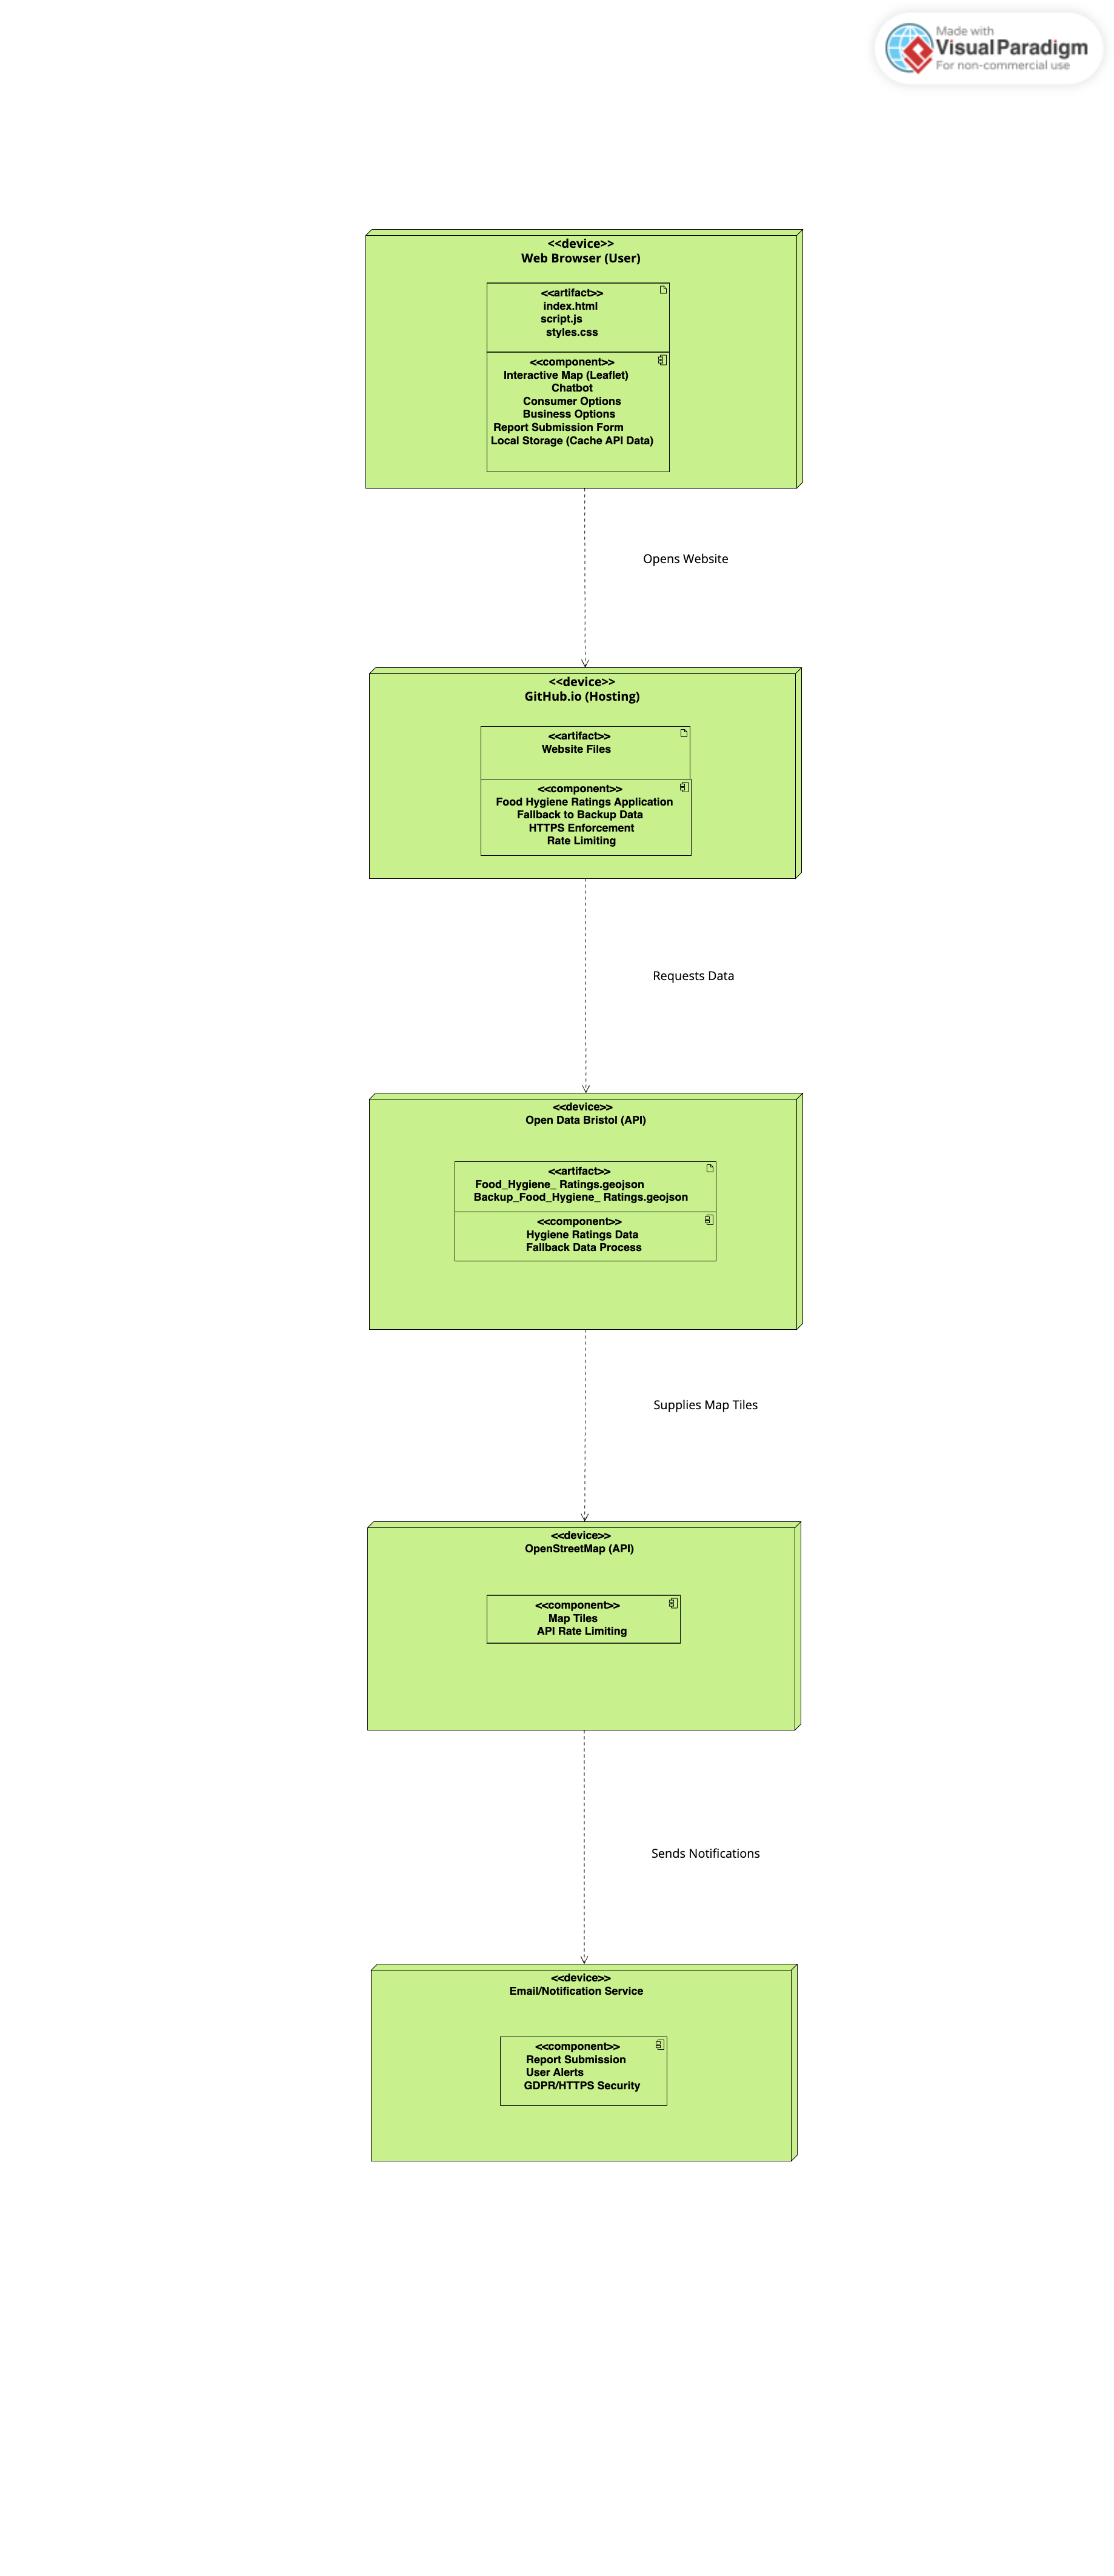 Made with
Visual Paradigm
For non-commercial use
<<device>>
Web Browser (User)
<<artifact>>
index.html
script.js
styles.css
<<component>>
Interactive Map (Leaflet)
Chatbot
Consumer Options
Business Options
Report Submission Form
Local Storage (Cache API Data)
Opens Website
<<device>>
GitHub.io (Hosting)
<<artifact>>
Website Files
<<component>>
Food Hygiene Ratings Application
Fallback to Backup Data
HTTPS Enforcement
Rate Limiting
Requests Data
<<device>>
Open Data Bristol (API)
<<artifact>>
Food_Hygiene_ Ratings.geojson
Backup_Food_Hygiene_ Ratings.geojson
<<component>>
Hygiene Ratings Data
Fallback Data Process
Supplies Map Tiles
<<device>>
OpenStreetMap (API)
<<component>>
Map Tiles
API Rate Limiting
Sends Notifications
<<device>>
Email/Notification Service
<<component>>
Report Submission
User Alerts
GDPR/HTTPS Security